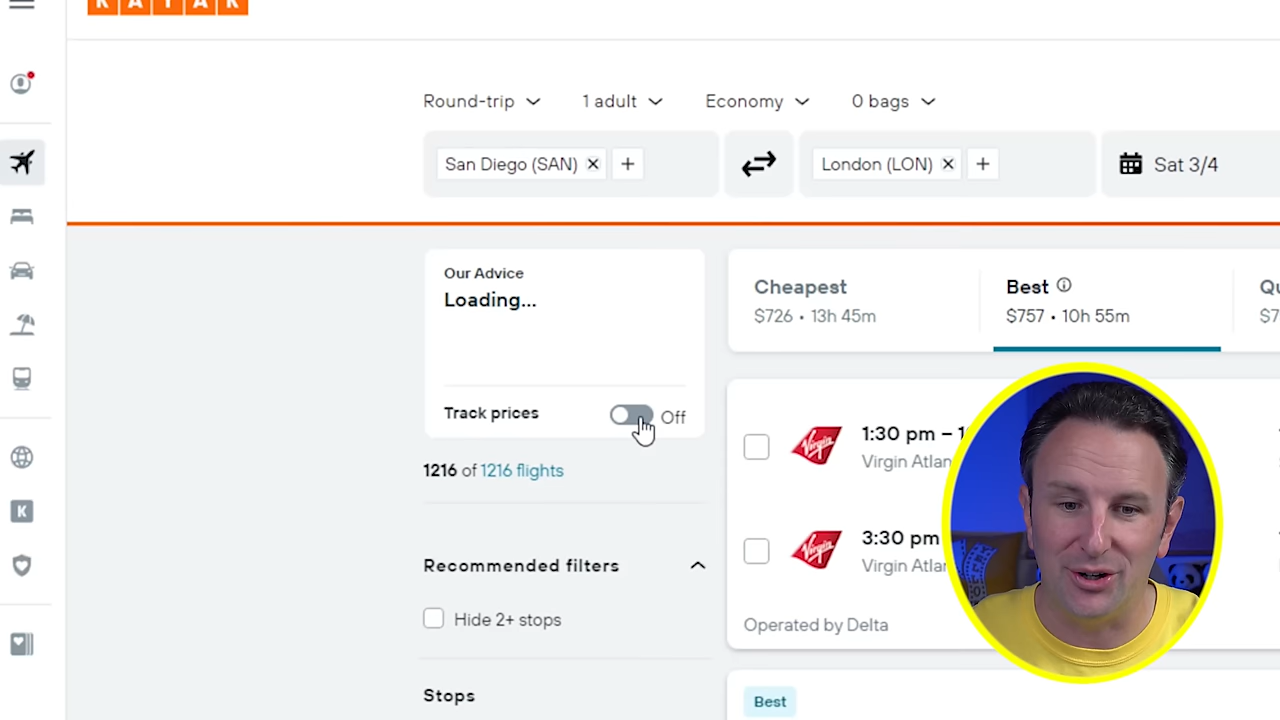 KAYAK
Round-trip 1 adult Economy 0 bags
San Diego (SAN) × + London (LON) × + Sat 3/4
Our Advice
Loading...
Track prices Off
1216 of 1216 flights
Recommended filters
Hide 2+ stops
Stops
Cheapest
$726 • 13h 45m
Best
$757 • 10h 55m
1:30 pm –
Virgin
3:30 pm
Virgin
Operated by Delta
Best
K